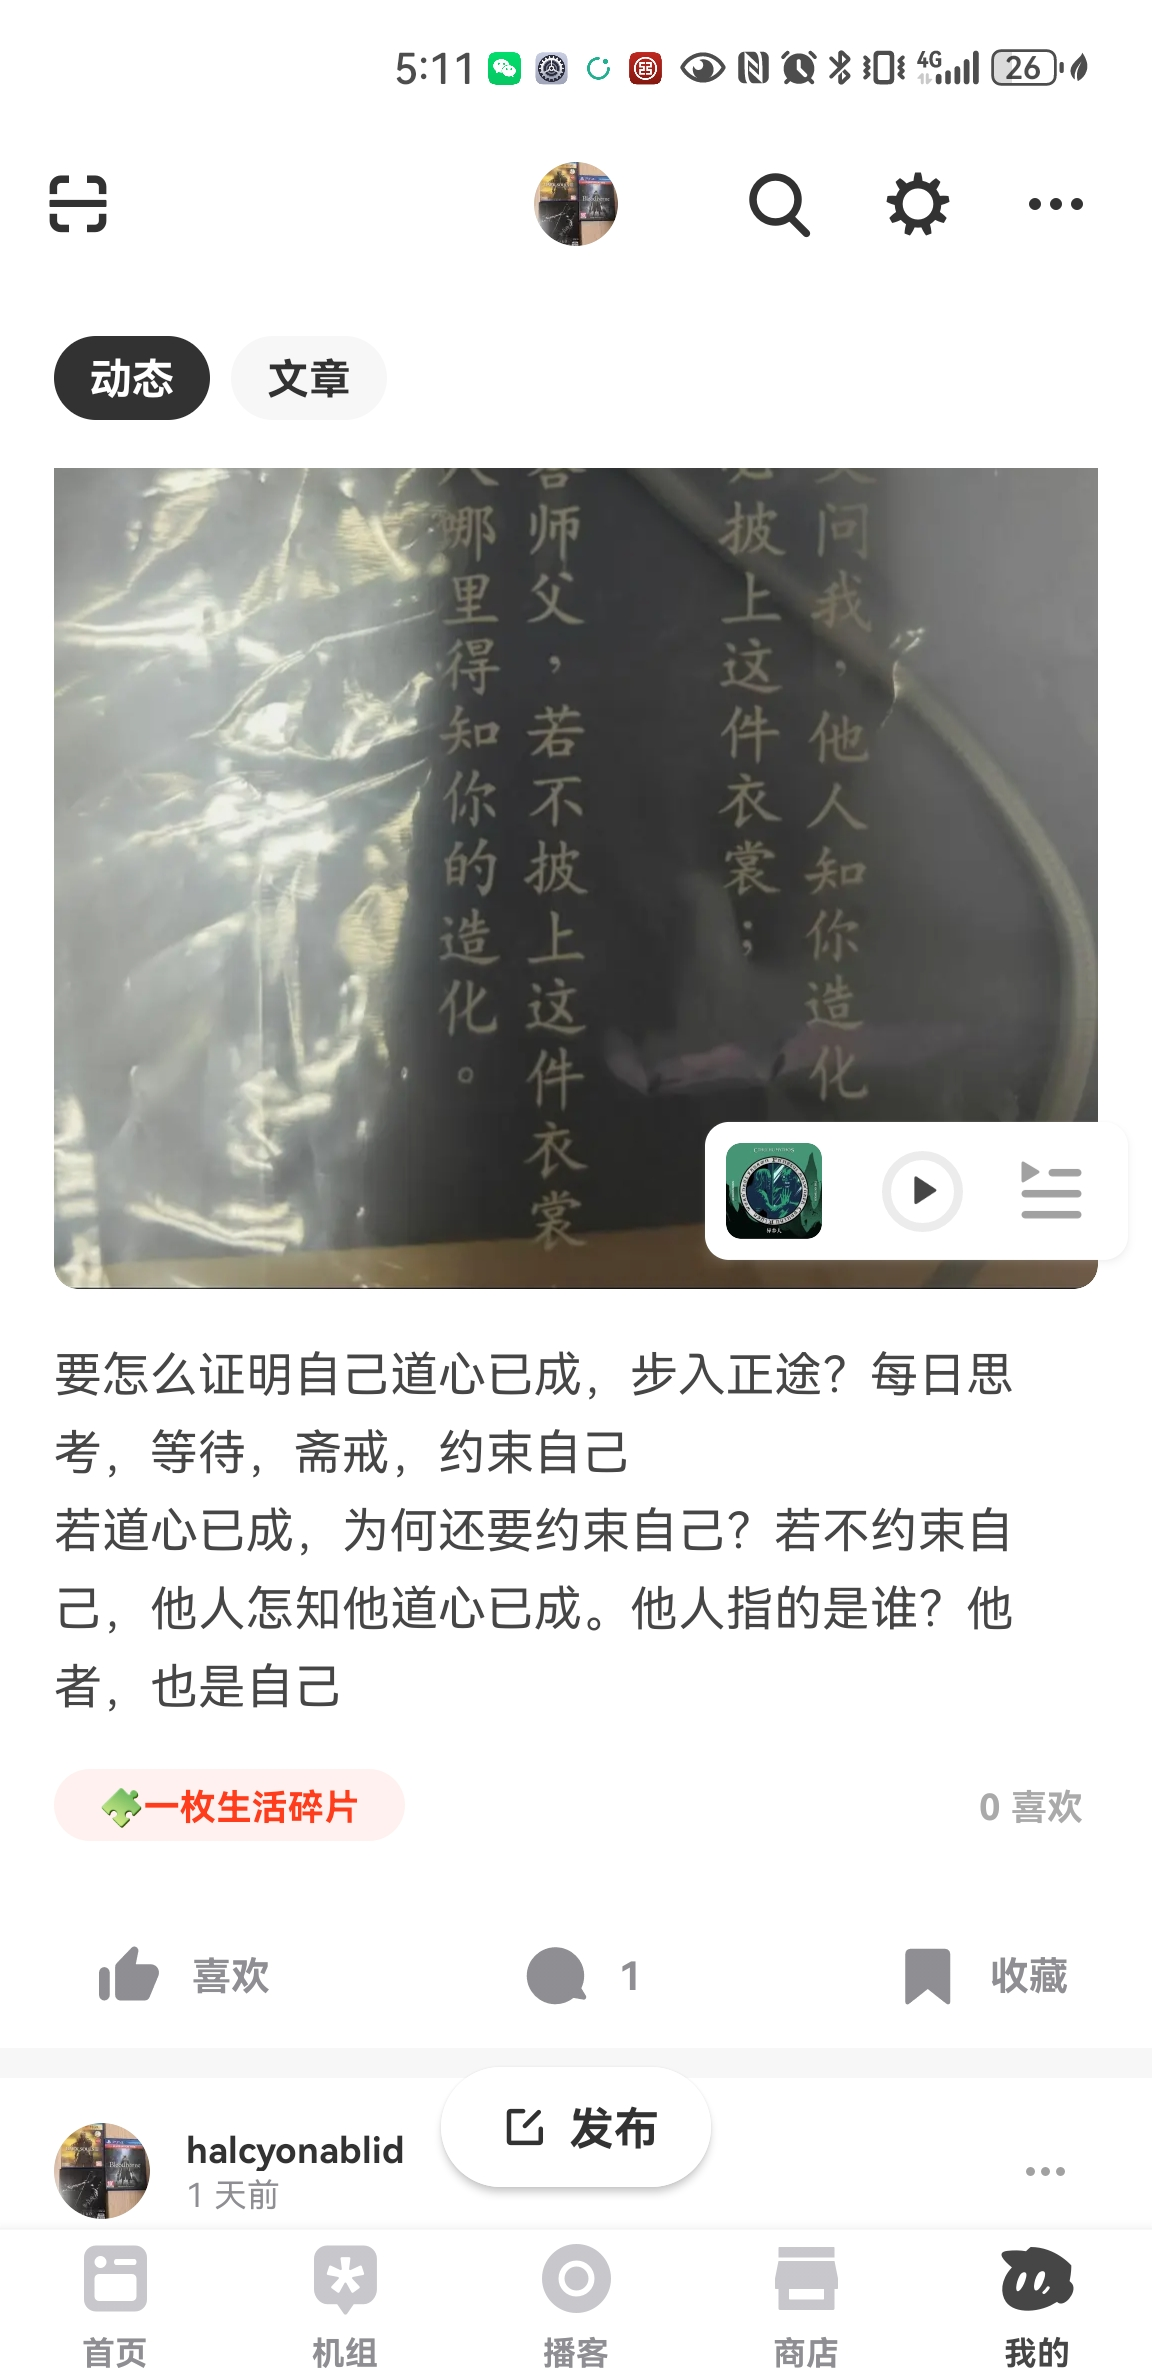 5:11
4G
26
动态
文章
问我，他人知你造化
披上这件衣裳；
师父，若不披上这件衣裳
哪里得知你的造化。
要怎么证明自己道心已成，步入正途？每日思
考，等待，斋戒，约束自己
若道心已成，为何还要约束自己？若不约束自
己，他人怎知他道心已成。他人指的是谁？他
者，也是自己
一枚生活碎片
0 喜欢
喜欢
1
收藏
发布
halcyonablid
1 天前
首页
机组
播客
商店
我的